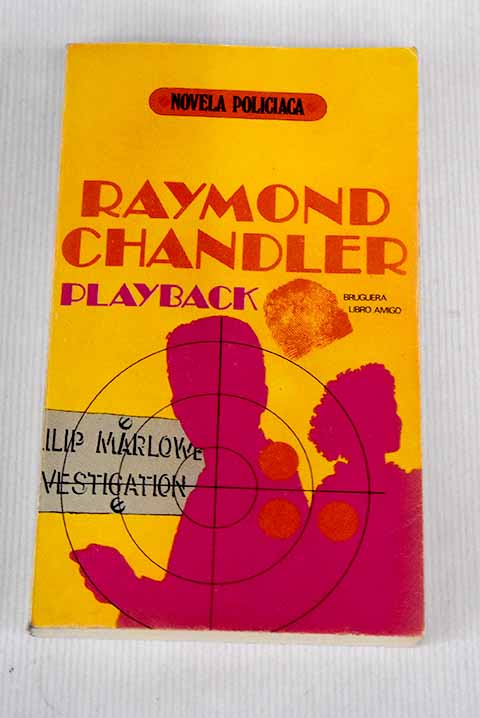 NOVELA POLICIACA
RAYMOND
CHANDLER
PLAYBACK
BRUGUERA
LIBRO AMIGO
ILIP MARLOWE
VESTIGATION